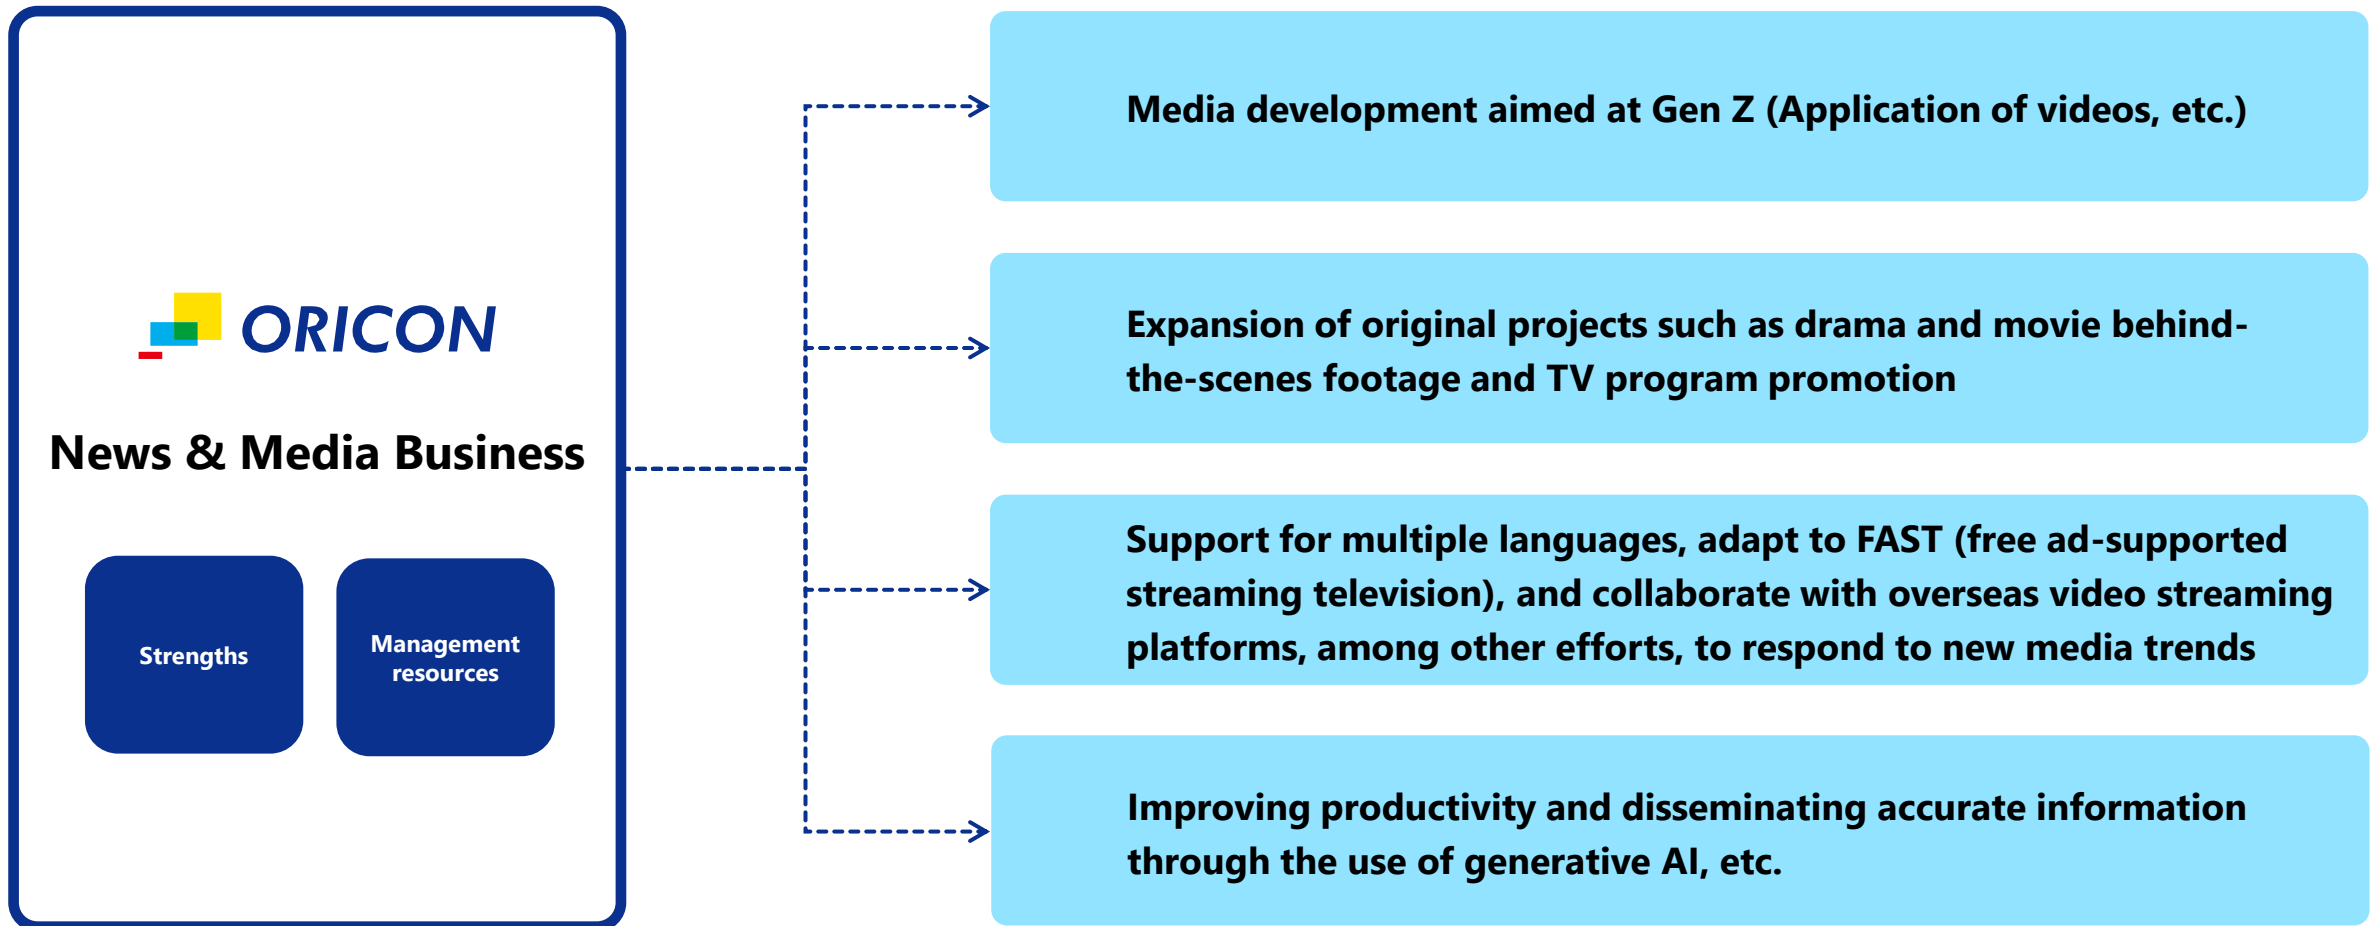 ORICON
News & Media Business
Strengths
Management
resources
Media development aimed at Gen Z (Application of videos, etc.)
Expansion of original projects such as drama and movie behind-
the-scenes footage and TV program promotion
Support for multiple languages, adapt to FAST (free ad-supported
streaming television), and collaborate with overseas video streaming
platforms, among other efforts, to respond to new media trends
Improving productivity and disseminating accurate information
through the use of generative AI, etc.